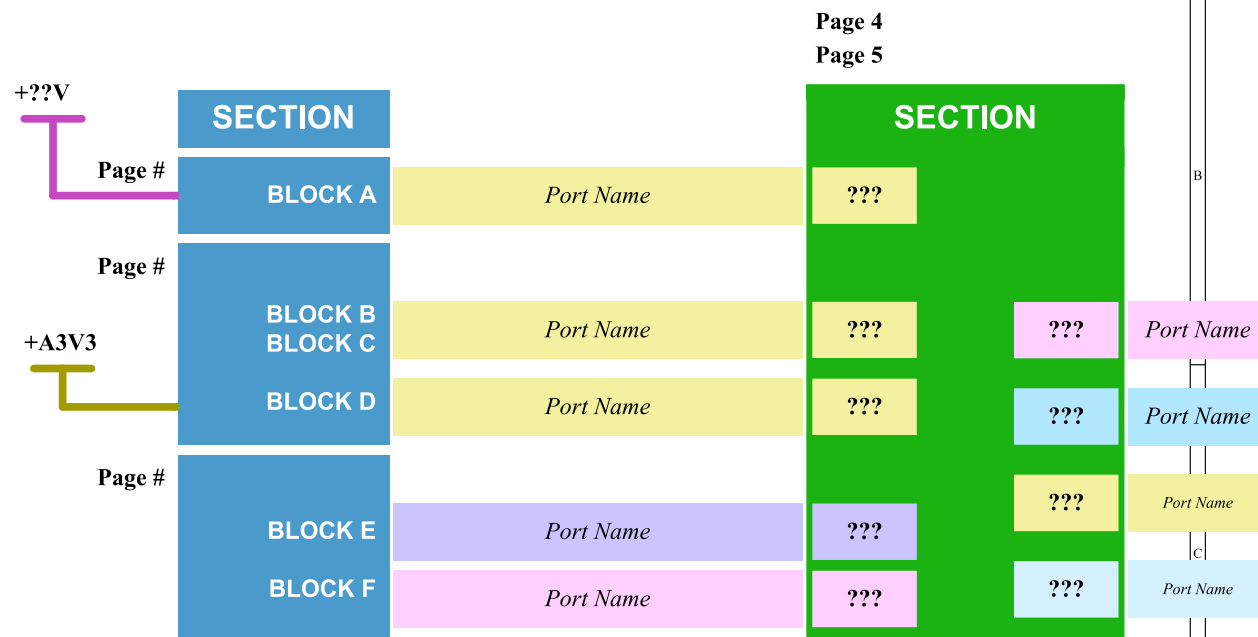 Page 4
Page 5
+??V
SECTION
SECTION
Page #
BLOCK A
Port Name
???
B
Page #
BLOCK B
Port Name
???
???
Port Name
BLOCK C
+A3V3
BLOCK D
Port Name
???
???
Port Name
Page #
???
Port Name
BLOCK E
Port Name
???
C
BLOCK F
Port Name
???
???
Port Name